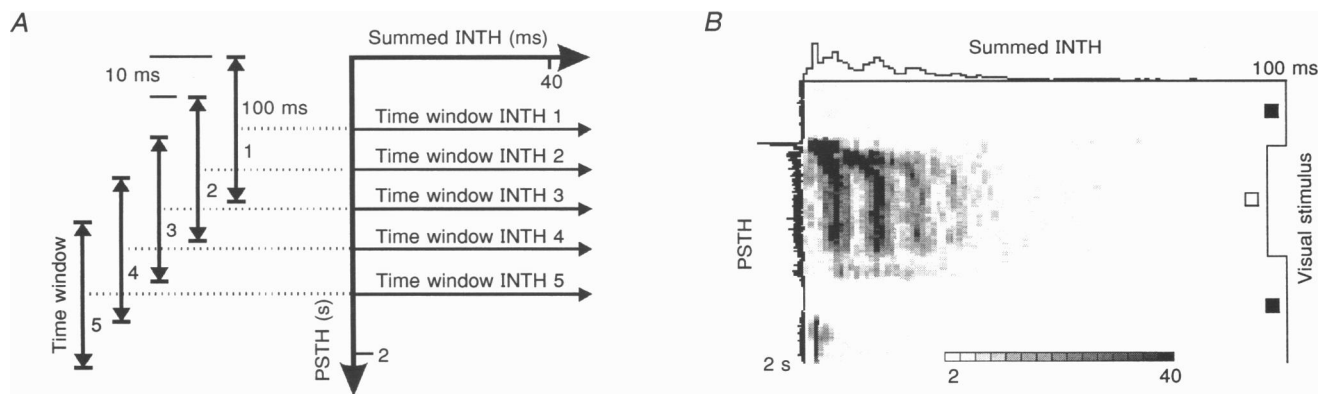 A
Summed INTH (ms)
40
10 ms
100 ms
Time window INTH 1
1
Time window INTH 2
2
Time window INTH 3
3
Time window INTH 4
4
Time window INTH 5
5
Time window
PSTH (s)
2
B
Summed INTH
100 ms
PSTH
Visual stimulus
2 s
2
40